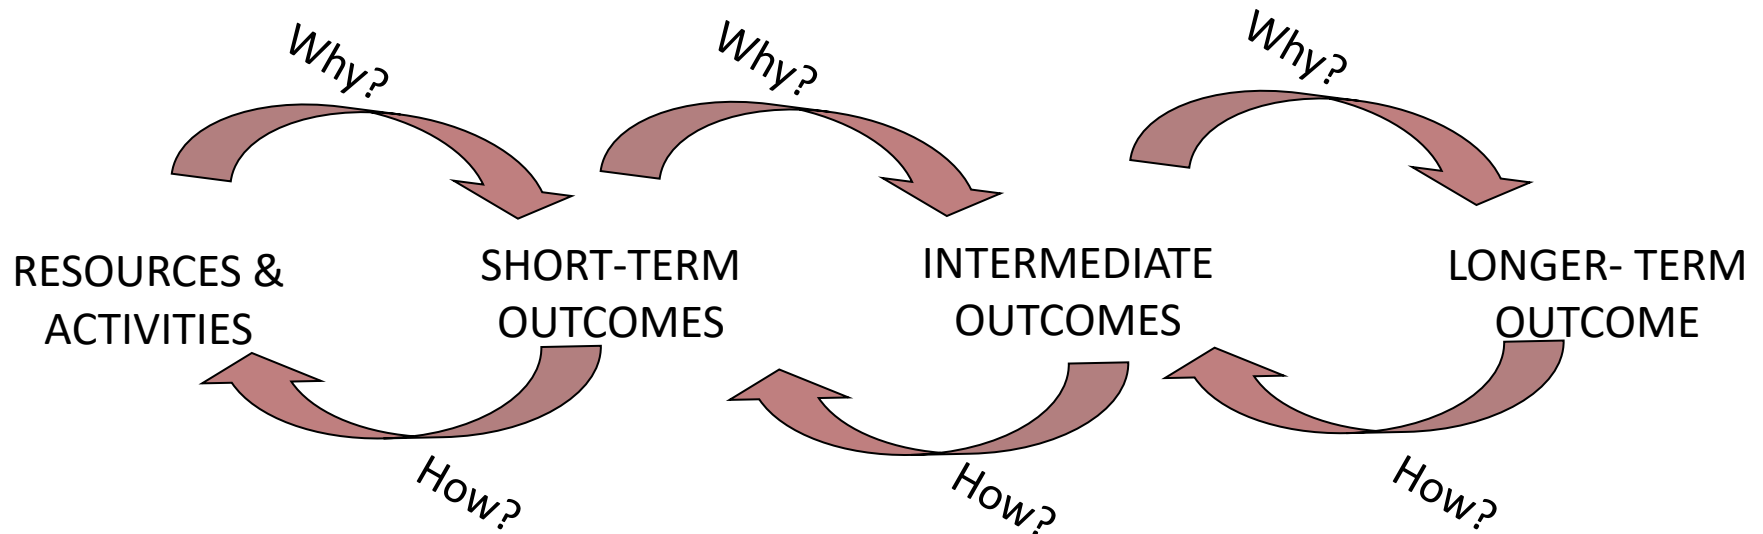 Why?
Why?
Why?
RESOURCES &
ACTIVITIES
SHORT-TERM
OUTCOMES
INTERMEDIATE
OUTCOMES
LONGER- TERM
OUTCOME
How?
How?
How?